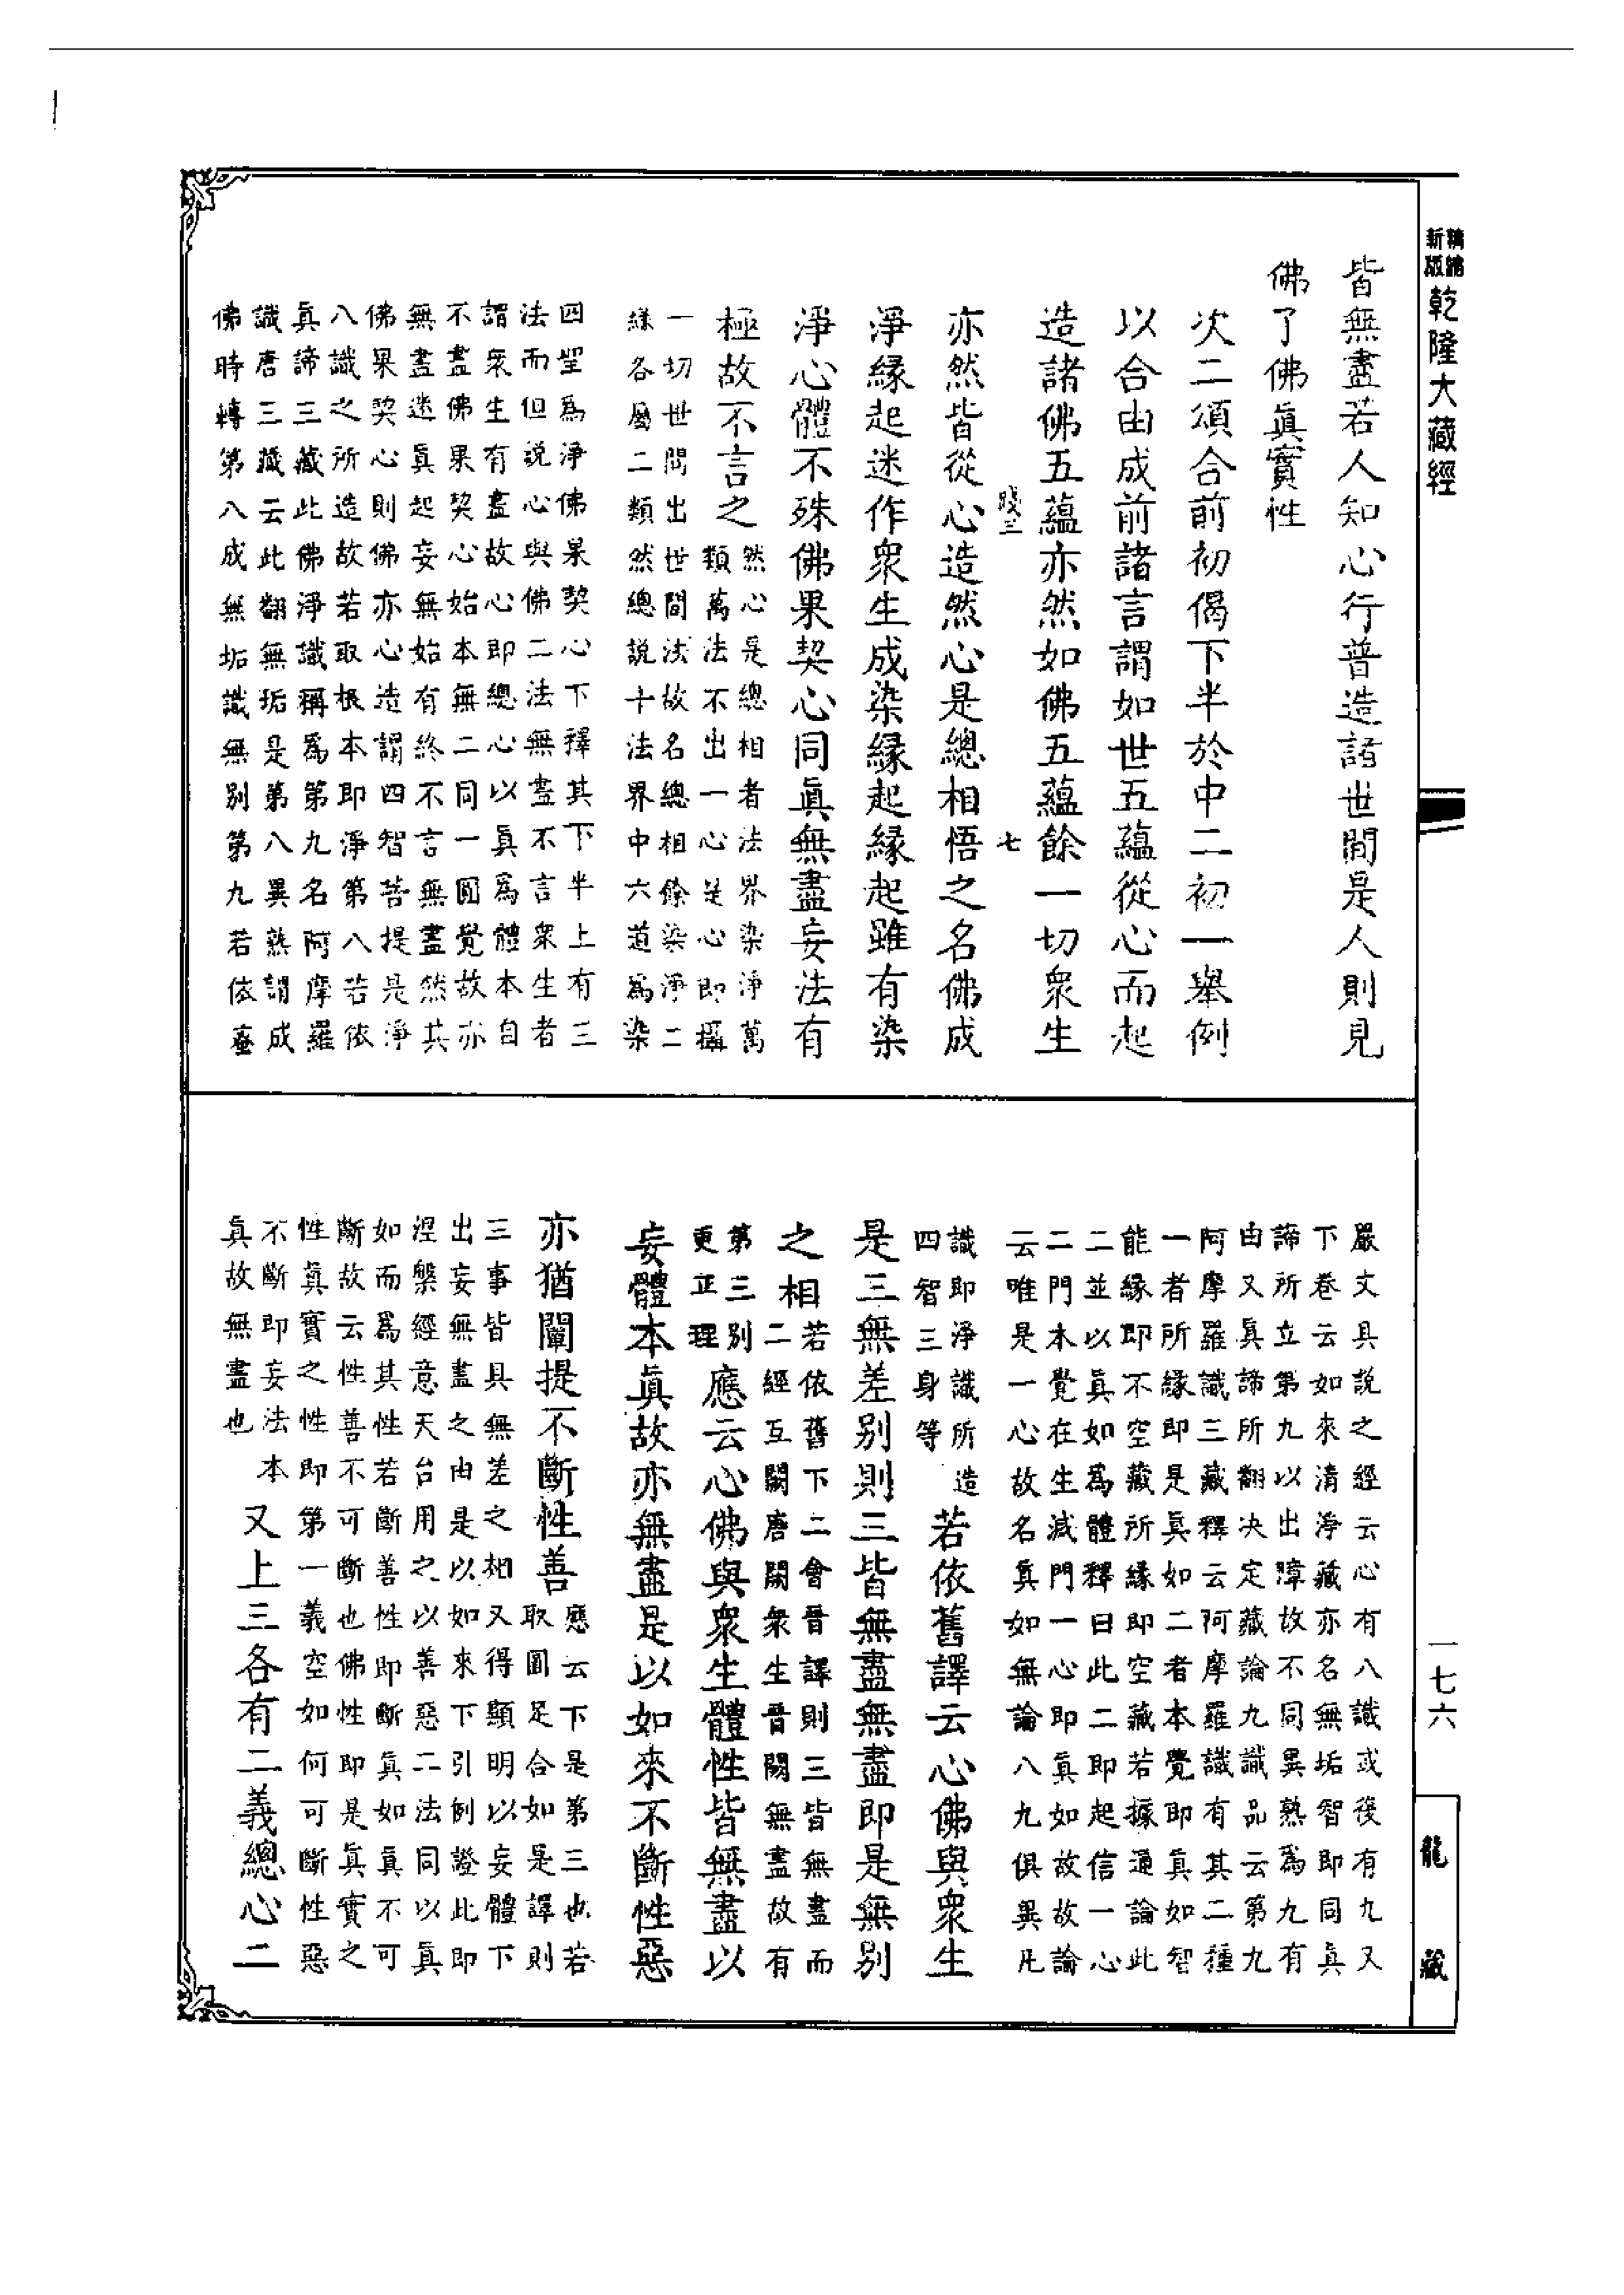 精縮
新版
乾隆大藏經
皆無盡若人知心行普造諸世間是人則見
佛了佛眞實性
次二頌合前初偈下半於中二初一舉例
以合由成前諸言謂如世五蘊從心而起
造諸佛五蘊亦然如佛五蘊餘一切衆生
七
亦然皆從心造然心是總相悟之名佛成
淨緣起迷作衆生成染緣起緣起雖有染
淨心體不殊佛果契心同眞無盡妄法有
極故不言之
然心是總相者法界染淨萬
類萬法不出一心是心即攝
一切世間出世間法故名總相餘染淨二
緣各屬二類然總說十法界中六道爲染
四聖爲淨佛果契心下釋其下半上有三
法而但說心與佛二法無盡不言衆生者
謂衆生有盡故心即總心以眞爲體本自
不盡佛果契心始本無二同一圓覺故亦
無盡迷眞起妄無始有終不言無盡然其
佛果契心則佛亦心造謂四智菩提是淨
八識之所造故若取根本即淨第八若依
眞諦三藏此佛淨識稱爲第九名阿摩羅
識唐三藏云此翻無垢是第八異熟謂成
佛時轉第八成無垢識無別第九若依蜜
嚴文具說之經云心有八識或後有九又
下卷云如來清淨藏亦名無垢智即同眞
諦所立第九以出障故不同異熟爲九有
由又眞諦所翻決定藏論九識品云第九
阿摩羅識三藏釋云阿摩羅識有其二種
一者所緣即是眞如二者本覺即眞如智
能緣即不空藏所緣即空藏若據通論此
二並以眞如爲體釋曰此二即起信一心
二門本覺在生滅門一心即眞如故故論
云唯是一心故名眞如無論八九俱異凡
識即淨識所造
四智三身等
若依舊譯云心佛與衆生
是三無差別則三皆無盡無盡即是無別
之相
若依舊下二會晉譯則三皆無盡而
二經互闕唐闕衆生晉闕無盡故有
第三別
更正理
應云心佛與衆生體性皆無盡以
妄體本眞故亦無盡是以如來不斷性惡
亦猶闡提不斷性善
應云下是第三也若
取圓足合如是譯則
三事皆具無差之相又得顯明以妄體下
出妄無盡之由是以如來下引例證此即
涅槃經意天台用之以善惡二法同以眞
如而爲其性若斷善性即斷眞如眞不可
斷故云性善不可斷也佛性即是眞實之
性眞實之性即第一義空如何可斷性惡
不斷即妄法本
眞故無盡也
又上三各有二義總心二
一七六
龍藏